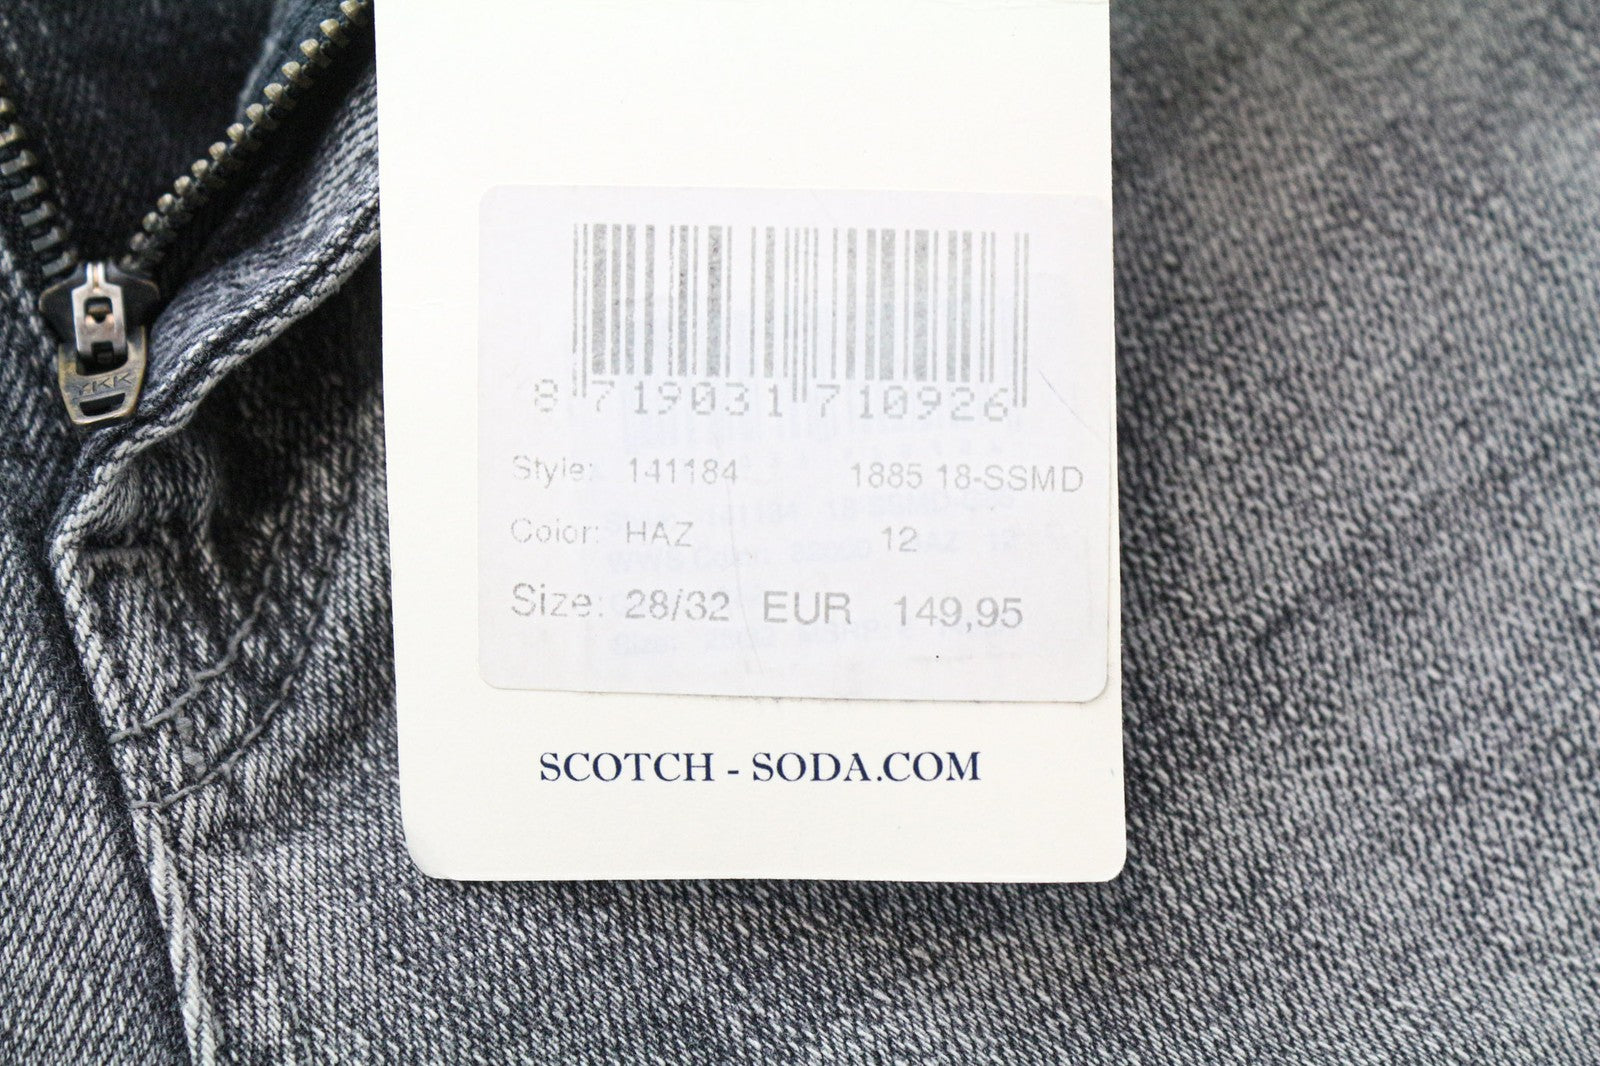 YKK
8 719031 710926
Style: 141184 1885 18-SSMD
Color: HAZ 12
Size: 28/32 EUR 149,95
SCOTCH - SODA.COM